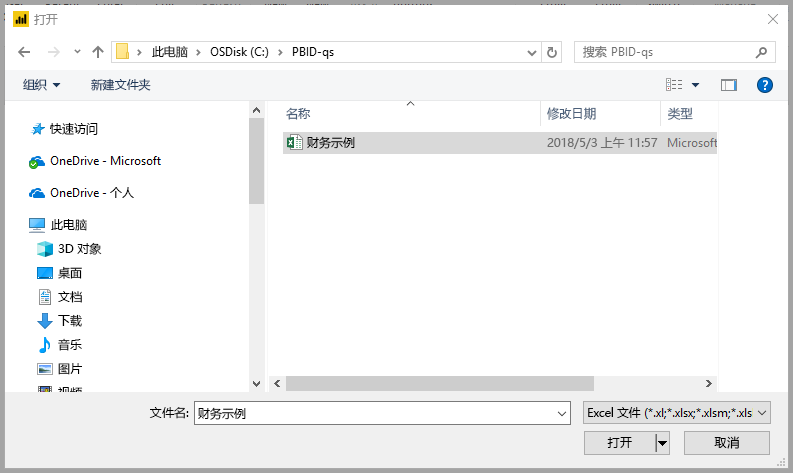 打开
此电脑 › OSDisk (C:) › PBID-qs
搜索 PBID-qs
组织
新建文件夹
?
名称
修改日期
类型
快速访问
OneDrive - Microsoft
OneDrive - 个人
此电脑
3D 对象
桌面
文档
下载
音乐
图片
视频
财务示例
2018/5/3 上午 11:57
Microsoft
文件名:
财务示例
Excel 文件 (*.xl;*.xlsx;*.xlsm;*.xls
打开
取消